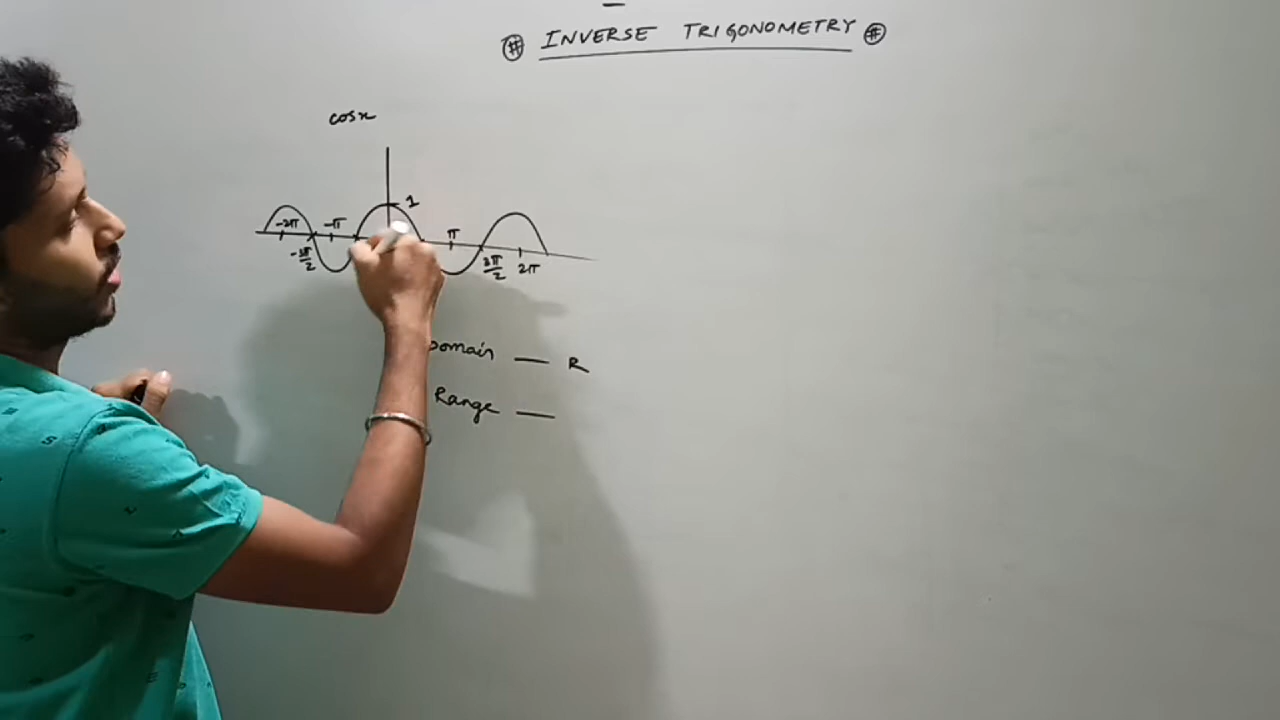 # INVERSE TRIGONOMETRY #
cosx
1
-2π -π π
-3π/2 3π/2 2π
Domain — R
Range —